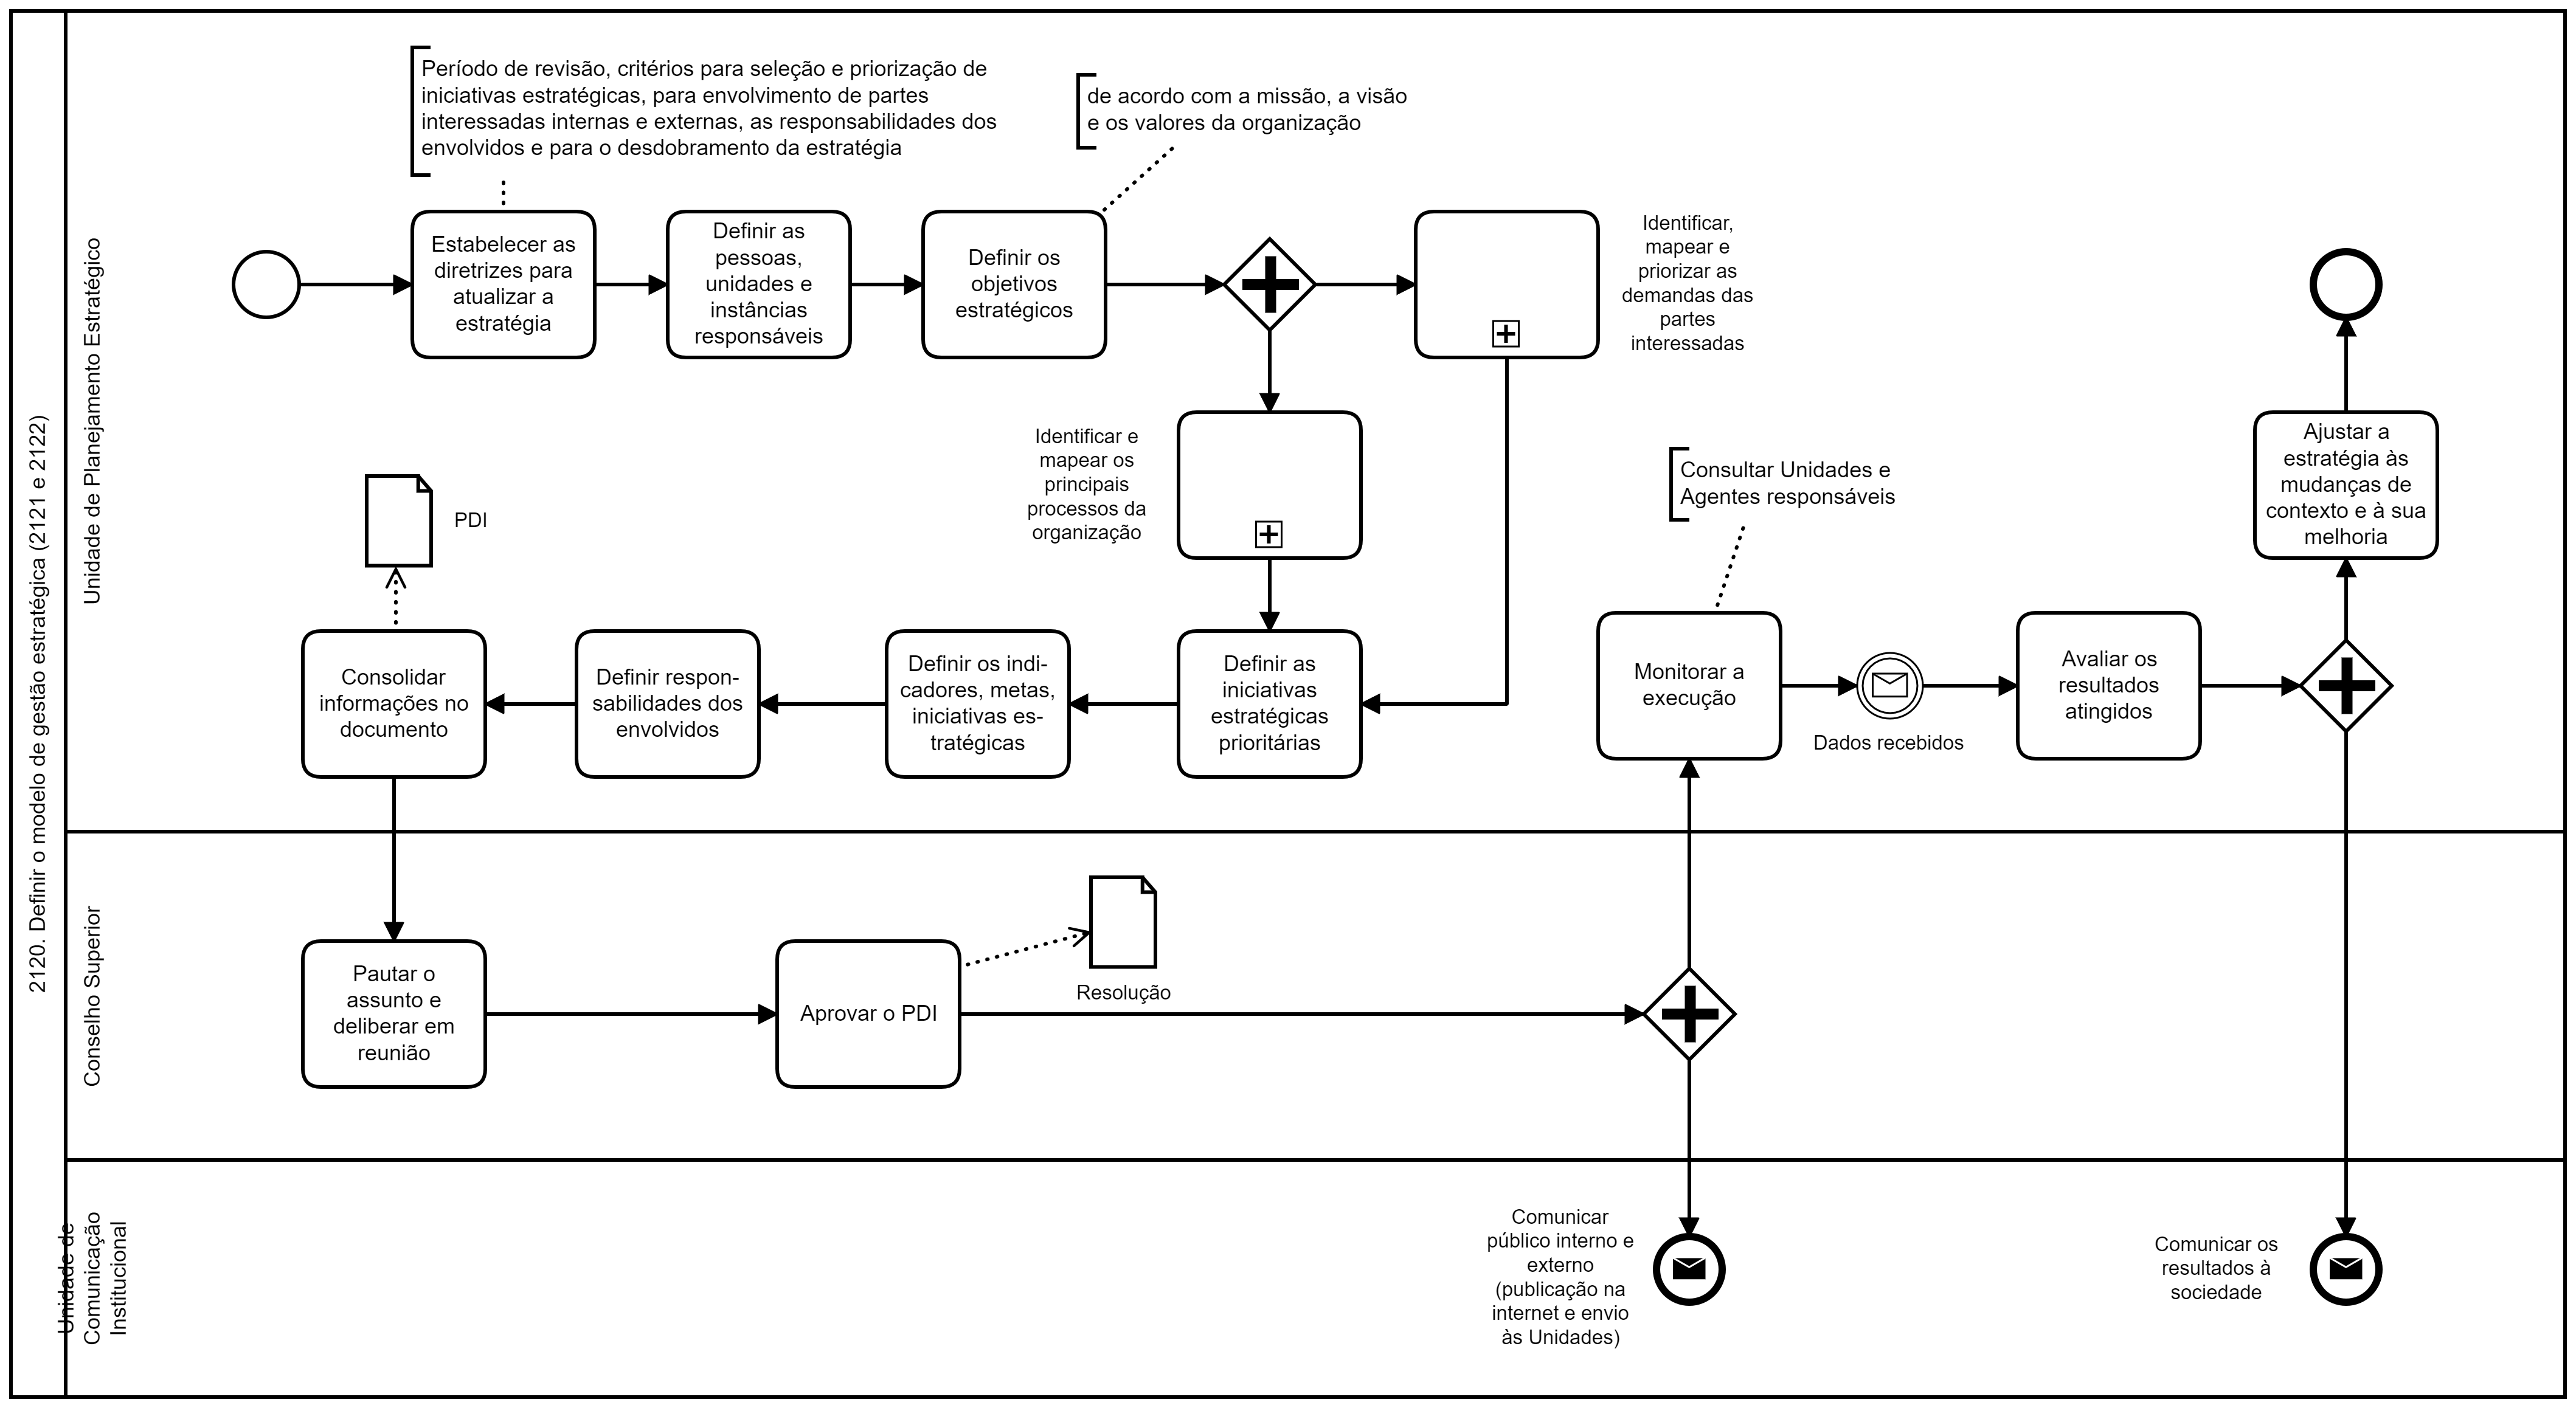 2120. Definir o modelo de gestão estratégica (2121 e 2122)
Unidade de Planejamento Estratégico
Período de revisão, critérios para seleção e priorização de
iniciativas estratégicas, para envolvimento de partes
interessadas internas e externas, as responsabilidades dos
envolvidos e para o desdobramento da estratégia
de acordo com a missão, a visão
e os valores da organização
Estabelecer as
diretrizes para
atualizar a
estratégia
Definir as
pessoas,
unidades e
instâncias
responsáveis
Definir os
objetivos
estratégicos
Identificar,
mapear e
priorizar as
demandas das
partes
interessadas
Identificar e
mapear os
principais
processos da
organização
PDI
Consolidar
informações no
documento
Definir respon-
sabilidades dos
envolvidos
Definir os indi-
cadores, metas,
iniciativas es-
tratégicas
Definir as
iniciativas
estratégicas
prioritárias
Consultar Unidades e
Agentes responsáveis
Monitorar a
execução
Dados recebidos
Avaliar os
resultados
atingidos
Ajustar a
estratégia às
mudanças de
contexto e à sua
melhoria
Conselho Superior
Pautar o
assunto e
deliberar em
reunião
Aprovar o PDI
Resolução
Unidade de
Comunicação
Institucional
Comunicar
público interno e
externo
(publicação na
internet e envio
às Unidades)
Comunicar os
resultados à
sociedade